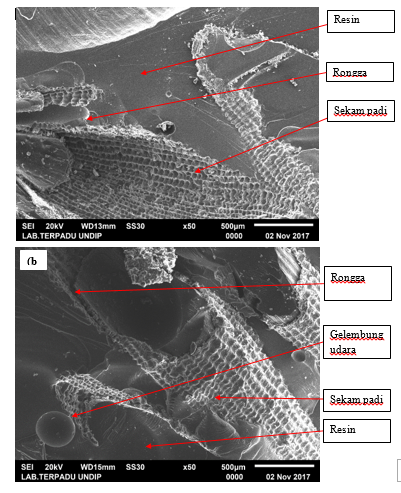 Resin
Rongga
Sekam padi
SEI 20kV WD13mm SS30 x50 500µm
LAB.TERPADU UNDIP 0000 02 Nov 2017
(b
Rongga
Gelembung
udara
Sekam padi
Resin
SEI 20kV WD15mm SS30 x50 500µm
LAB.TERPADU UNDIP 0000 02 Nov 2017